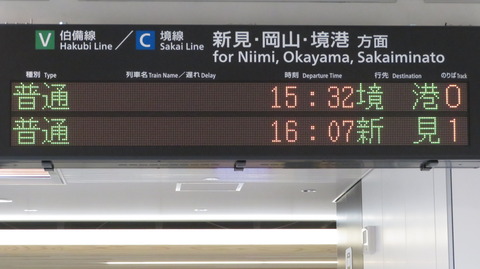 V 伯備線 Hakubi Line / C 境線 Sakai Line 新見・岡山・境港 方面
for Niimi, Okayama, Sakaiminato
種別 Type 列車名 Train Name / 遅れ Delay 時刻 Departure Time 行先 Destination のりば Track
普通 15:32 境港 0
普通 16:07 新見 1